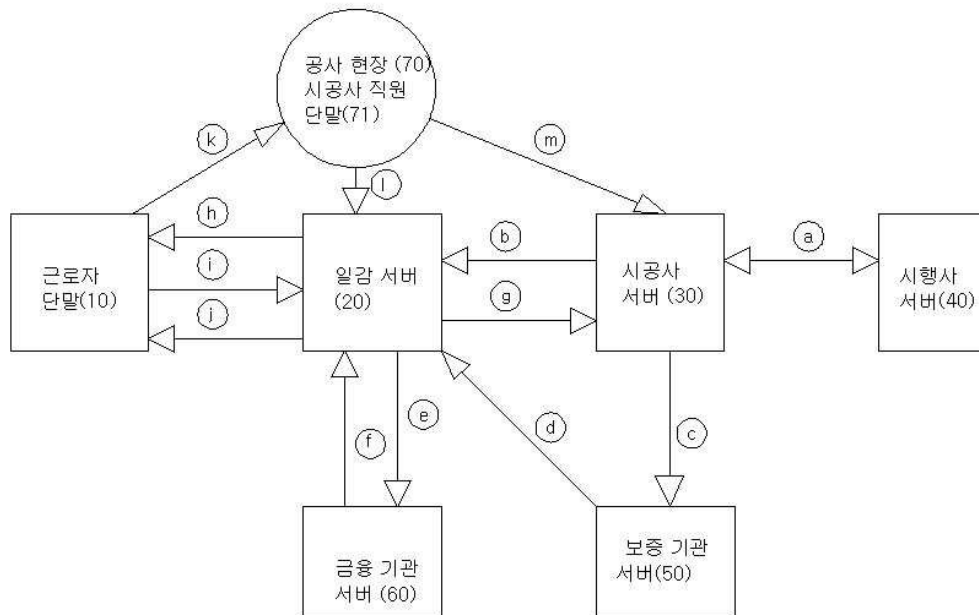 공사 현장 (70)
시공사 직원
단말(71)
k
m
l
h
b
a
근로자
단말(10)
i
일감 서버
(20)
g
시공사
서버 (30)
시행사
서버(40)
j
f
e
d
c
금융 기관
서버 (60)
보증 기관
서버(50)